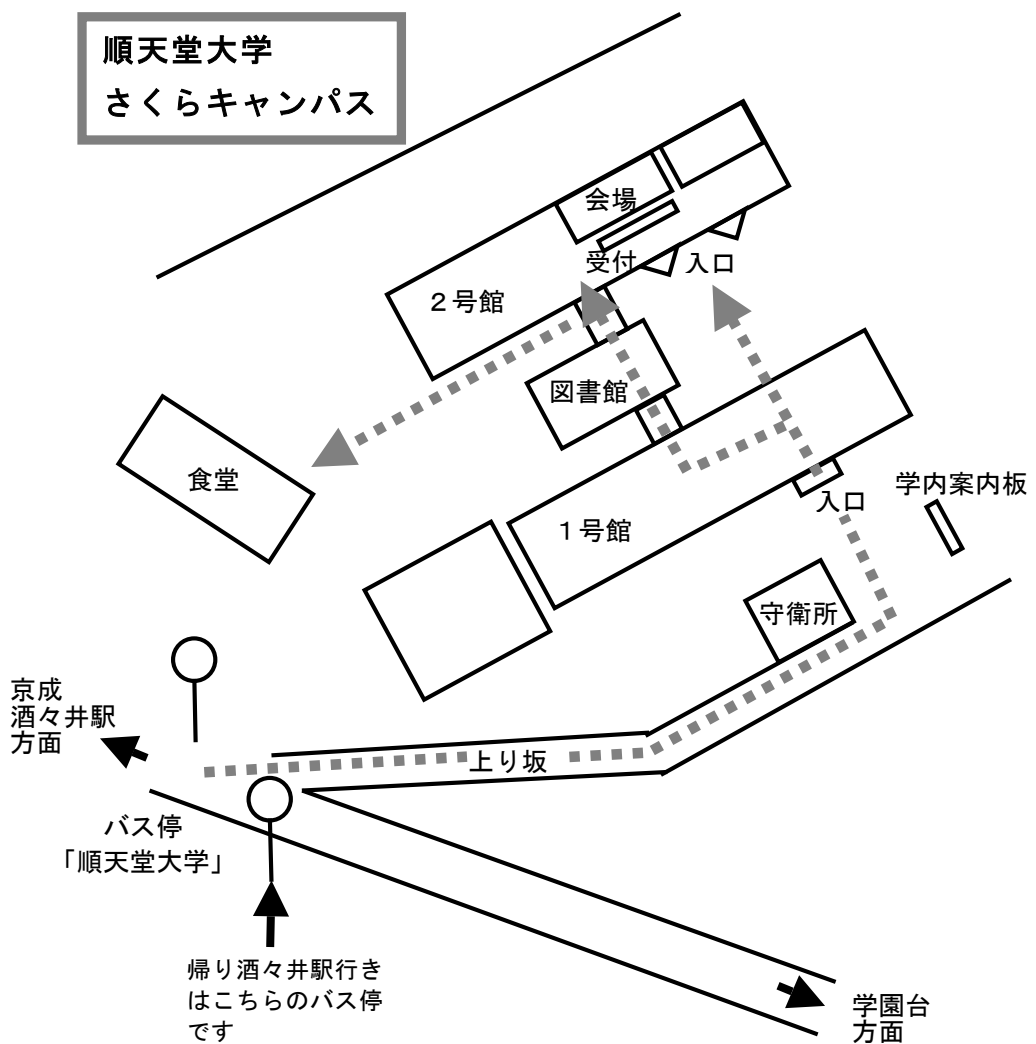 順天堂大学
さくらキャンパス
会場
受付
入口
２号館
図書館
食堂
入口
学内案内板
１号館
守衛所
京成
酒々井駅
方面
上り坂
バス停
「順天堂大学」
帰り酒々井駅行き
はこちらのバス停
です
学園台
方面